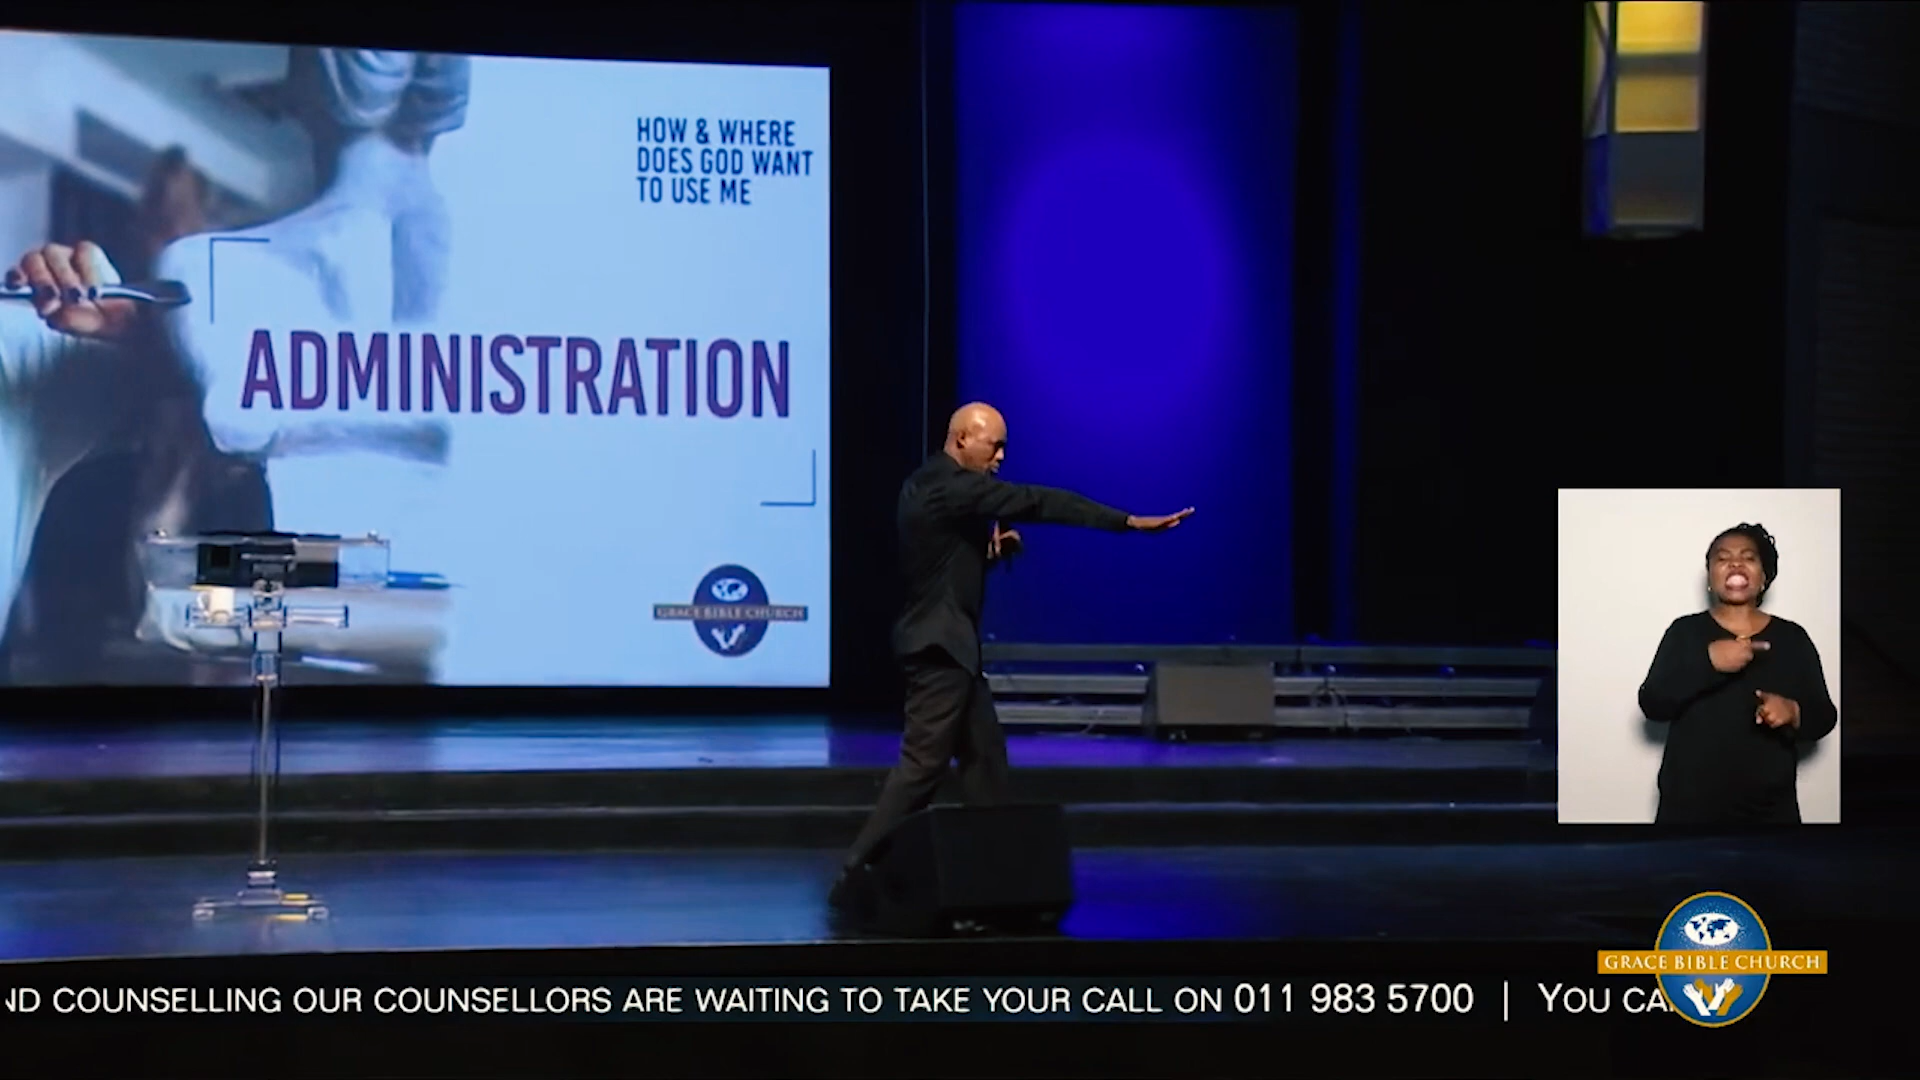 HOW & WHERE
DOES GOD WANT
TO USE ME
ADMINISTRATION
GRACE BIBLE CHURCH
GRACE BIBLE CHURCH
ND COUNSELLING OUR COUNSELLORS ARE WAITING TO TAKE YOUR CALL ON 011 983 5700 | YOU CA